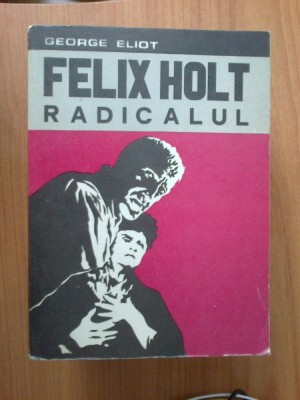 GEORGE ELIOT
FELIX HOLT
RADICALUL